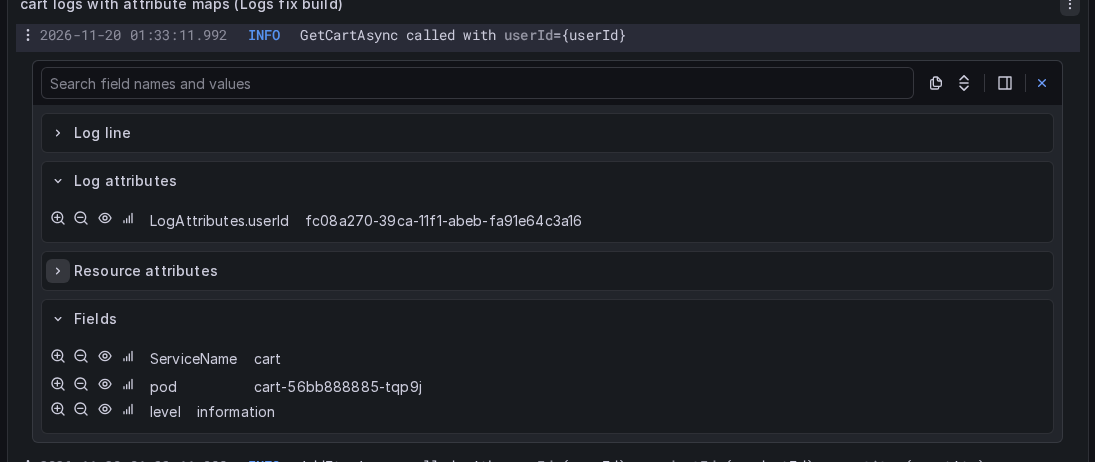 cart logs with attribute maps (Logs fix build)
2026-11-20 01:33:11.992 INFO GetCartAsync called with userId={userId}
Search field names and values
Log line
Log attributes
LogAttributes.userId fc08a270-39ca-11f1-abeb-fa91e64c3a16
Resource attributes
Fields
ServiceName cart
pod cart-56bb888885-tqp9j
level information